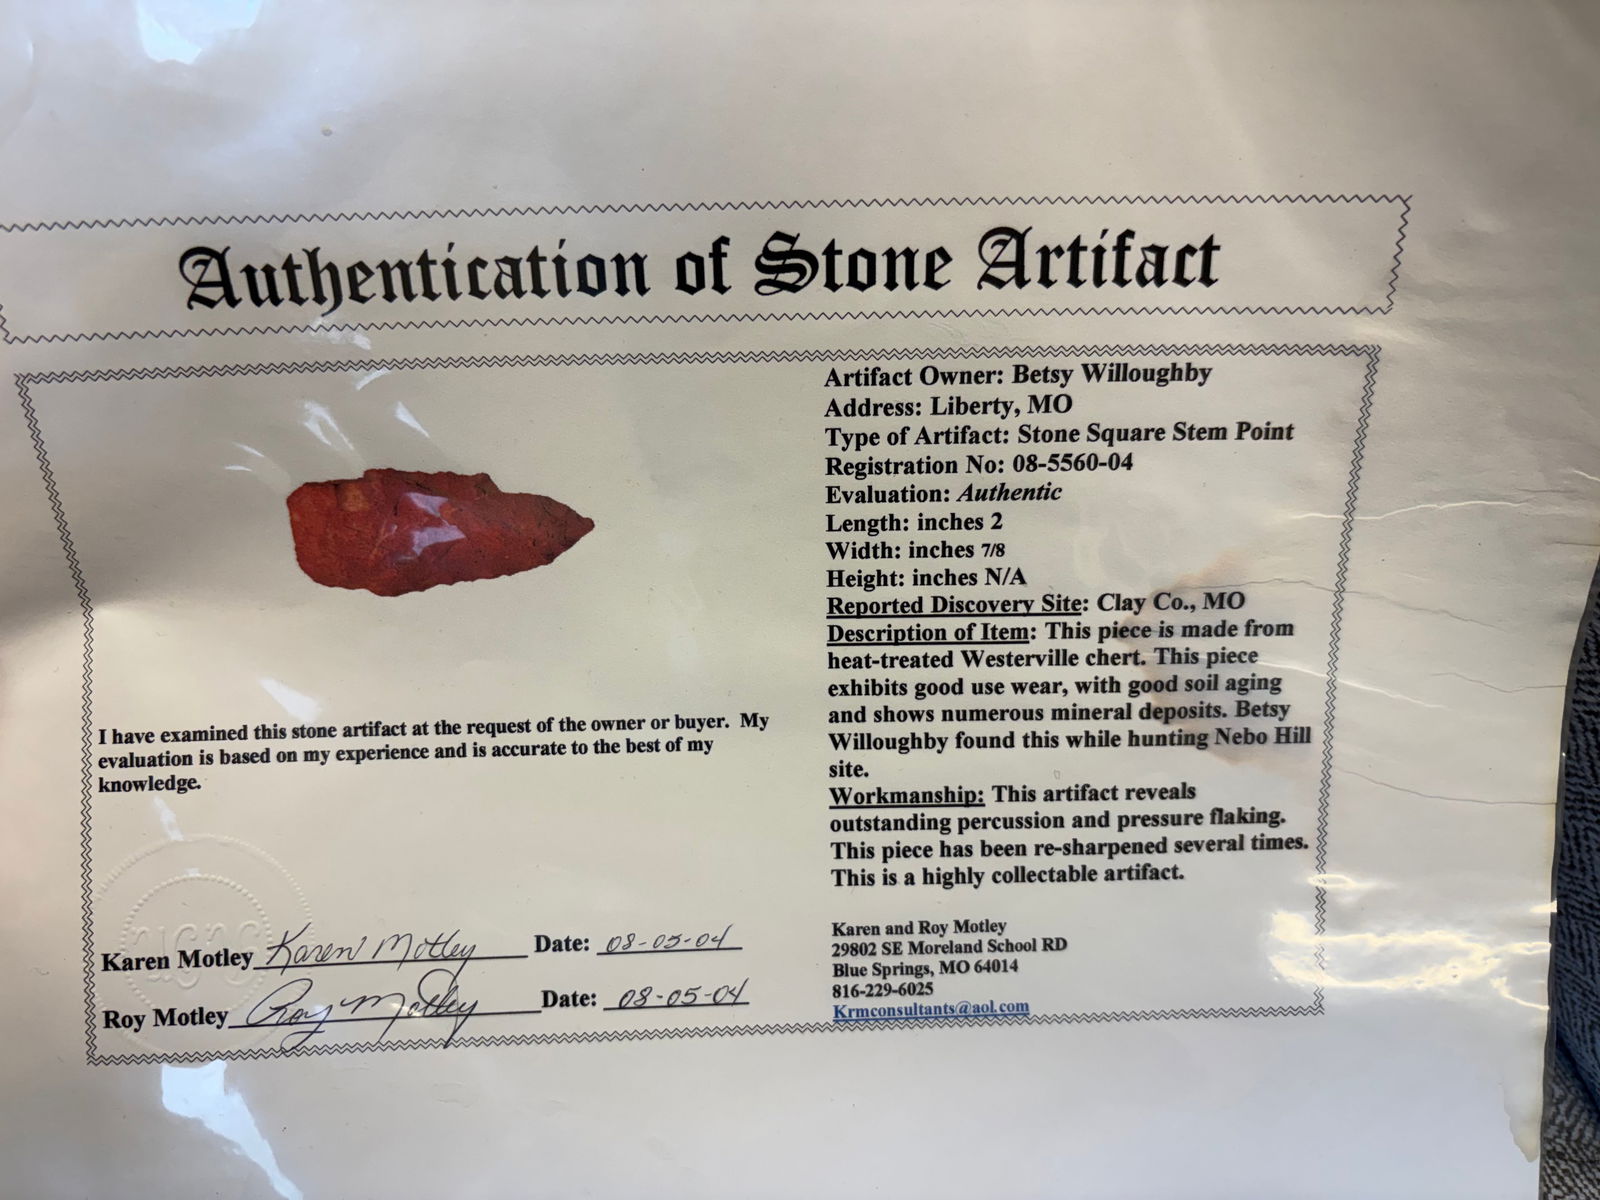 Authentication of Stone Artifact
Artifact Owner: Betsy Willoughby
Address: Liberty, MO
Type of Artifact: Stone Square Stem Point
Registration No: 08-5560-04
Evaluation: Authentic
Length: inches 2
Width: inches 7/8
Height: inches N/A
Reported Discovery Site: Clay Co., MO
Description of Item: This piece is made from
heat-treated Westerville chert. This piece
exhibits good use wear, with good soil aging
and shows numerous mineral deposits. Betsy
Willoughby found this while hunting Nebo Hill
site.
Workmanship: This artifact reveals
outstanding percussion and pressure flaking.
This piece has been re-sharpened several times.
This is a highly collectable artifact.
I have examined this stone artifact at the request of the owner or buyer. My
evaluation is based on my experience and is accurate to the best of my
knowledge.
Karen Motley Karen Motley Date: 08-05-04
Roy Motley Roy Motley Date: 08-05-04
Karen and Roy Motley
29802 SE Moreland School RD
Blue Springs, MO 64014
816-229-6025
Krmconsultants@aol.com